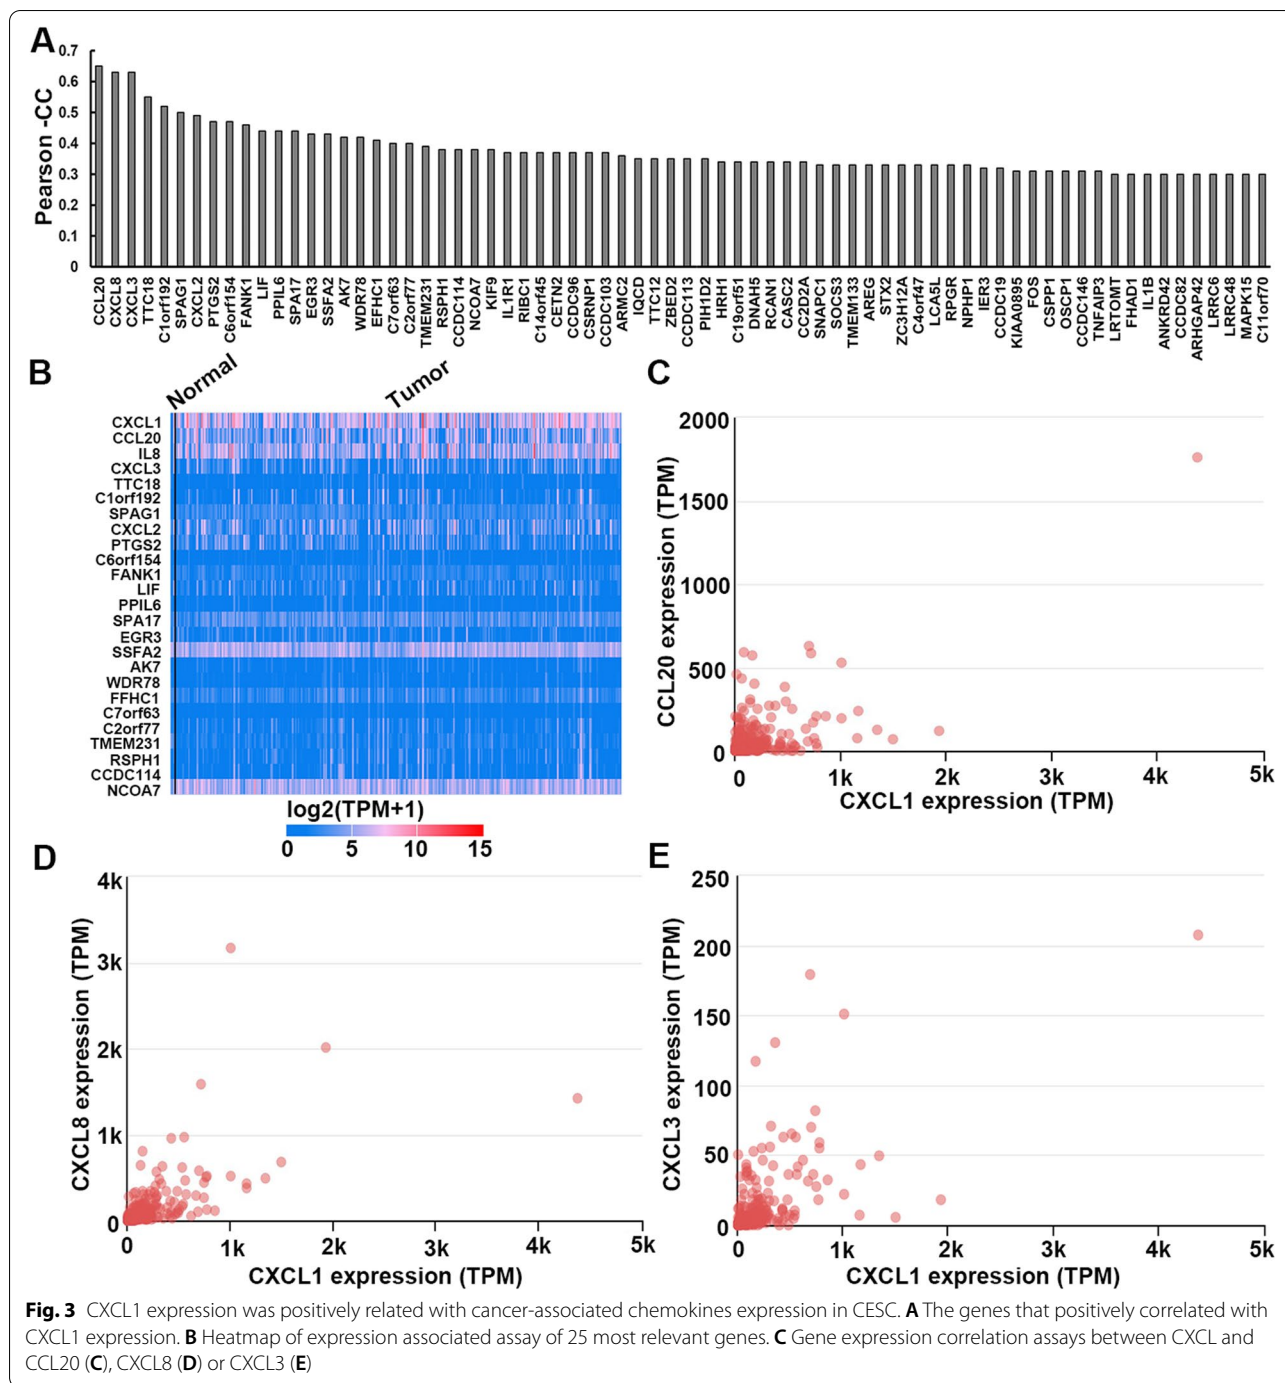 A
0.7
0.6
0.5
0.4
0.3
0.2
0.1
0
Pearson -CC
CCL20
CXCL8
CXCL3
TTC18
C1orf192
SPAG1
CXCL2
PTGS2
C6orf154
FANK1
LIF
PPIL6
SPA17
EGR3
SSFA2
AK7
WDR78
EFHC1
C7orf63
C2orf77
TMEM231
RSPH1
CCDC114
NCOA7
KIF9
IL1R1
RIBC1
C14orf45
CETN2
CCDC96
CSRNP1
CCDC103
ARMC2
IQCD
TTC12
ZBED2
CCDC113
PIH1D2
HRH1
C19orf51
DNAH5
RCAN1
CASC2
CC2D2A
SNAPC1
SOCS3
TMEM133
AREG
STX2
ZC3H12A
C4orf47
LCA5L
RPGR
NPHP1
IER3
CCDC19
KIAA0895
FOS
CSPP1
OSCP1
CCDC146
TNFAIP3
LRTOMT
FHAD1
IL1B
ANKRD42
CCDC82
ARHGAP42
LRRC6
LRRC48
MAPK15
C11orf70
B
Normal
Tumor
CXCL1
CCL20
IL8
CXCL3
TTC18
C1orf192
SPAG1
CXCL2
PTGS2
C6orf154
FANK1
LIF
PPIL6
SPA17
EGR3
SSFA2
AK7
WDR78
FFHC1
C7orf63
C2orf77
TMEM231
RSPH1
CCDC114
NCOA7
log2(TPM+1)
0 5 10 15
C
2000
1500
1000
500
0
CCL20 expression (TPM)
0 1k 2k 3k 4k 5k
CXCL1 expression (TPM)
D
4k
3k
2k
1k
0
CXCL8 expression (TPM)
0 1k 2k 3k 4k 5k
CXCL1 expression (TPM)
E
250
200
150
100
50
0
CXCL3 expression (TPM)
0 1k 2k 3k 4k 5k
CXCL1 expression (TPM)
Fig. 3 CXCL1 expression was positively related with cancer-associated chemokines expression in CESC. A The genes that positively correlated with
CXCL1 expression. B Heatmap of expression associated assay of 25 most relevant genes. C Gene expression correlation assays between CXCL and
CCL20 (C), CXCL8 (D) or CXCL3 (E)